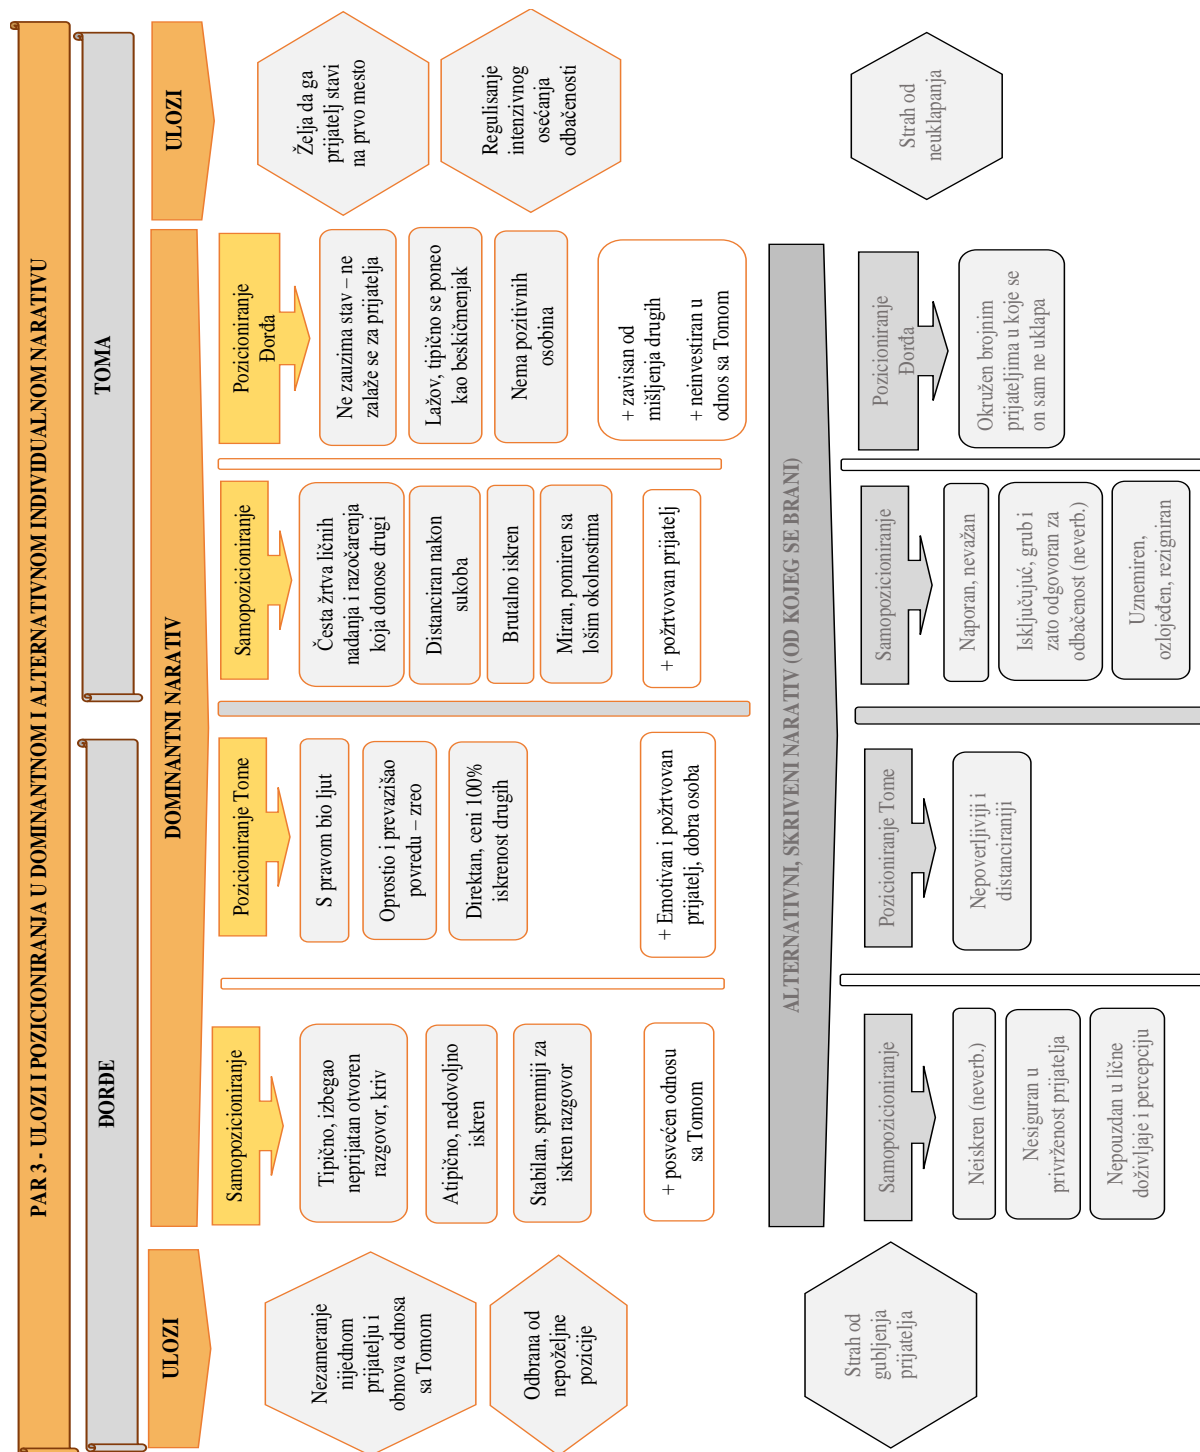 PAR 3 - ULOZI I POZICIONIRANJA U DOMINANTNOM I ALTERNATIVNOM INDIVIDUALNOM NARATIVU
ĐORĐE
TOMA
ULOZI
DOMINANTNI NARATIV
ULOZI
Nezameranje
nijednom
prijatelju i
obnova odnosa
sa Tomom
Odbrana od
nepoželjne
pozicije
Samopozicioniranje
Tipično, izbegao
neprijatan otvoren
razgovor, kriv
Atipično, nedovoljno
iskren
Stabilan, spremniji za
iskren razgovor
+ posvećen odnosu
sa Tomom
Pozicioniranje Tome
S pravom bio ljut
Oprostio i prevazišao
povredu – zreo
Direktan, ceni 100%
iskrenost drugih
+ Emotivan i požrtvovan
prijatelj, dobra osoba
Samopozicioniranje
Česta žrtva ličnih
nadanja i razočarenja
koja donose drugi
Distanciran nakon
sukoba
Brutalno iskren
Miran, pomiren sa
lošim okolnostima
+ požrtvovan prijatelj
Pozicioniranje
Đorđa
Ne zauzima stav – ne
zalaže se za prijatelja
Lažov, tipično se poneo
kao beskičmenjak
Nema pozitivnih
osobina
+ zavisan od
mišljenja drugih
+ neinvestiran u
odnos sa Tomom
Želja da ga
prijatelj stavi
na prvo mesto
Regulisanje
intenzivnog
osećanja
odbačenosti
ALTERNATIVNI, SKRIVENI NARATIV (OD KOJEG SE BRANI)
Strah od
gubljenja
prijatelja
Samopozicioniranje
Neiskren (neverb.)
Nesiguran u
privrženost prijatelja
Nepouzdan u lične
doživljaje i percepciju
Pozicioniranje Tome
Nepoverljiviji i
distanciraniji
Samopozicioniranje
Naporan, nevažan
Isključujuć, grub i
zato odgovoran za
odbačenost (neverb.)
Uznemiren,
ozlojeđen, rezigniran
Pozicioniranje
Đorđa
Okružen brojnim
prijateljima u koje se
on sam ne uklapa
Strah od
neuklapanja